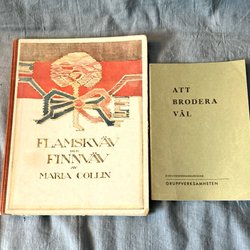 FLAMSKVÄV
OCH
FINNVÄV
AV
MARIA COLLIN
ATT
BRODERA
VÄL
GRUPPVERKSAMHETEN